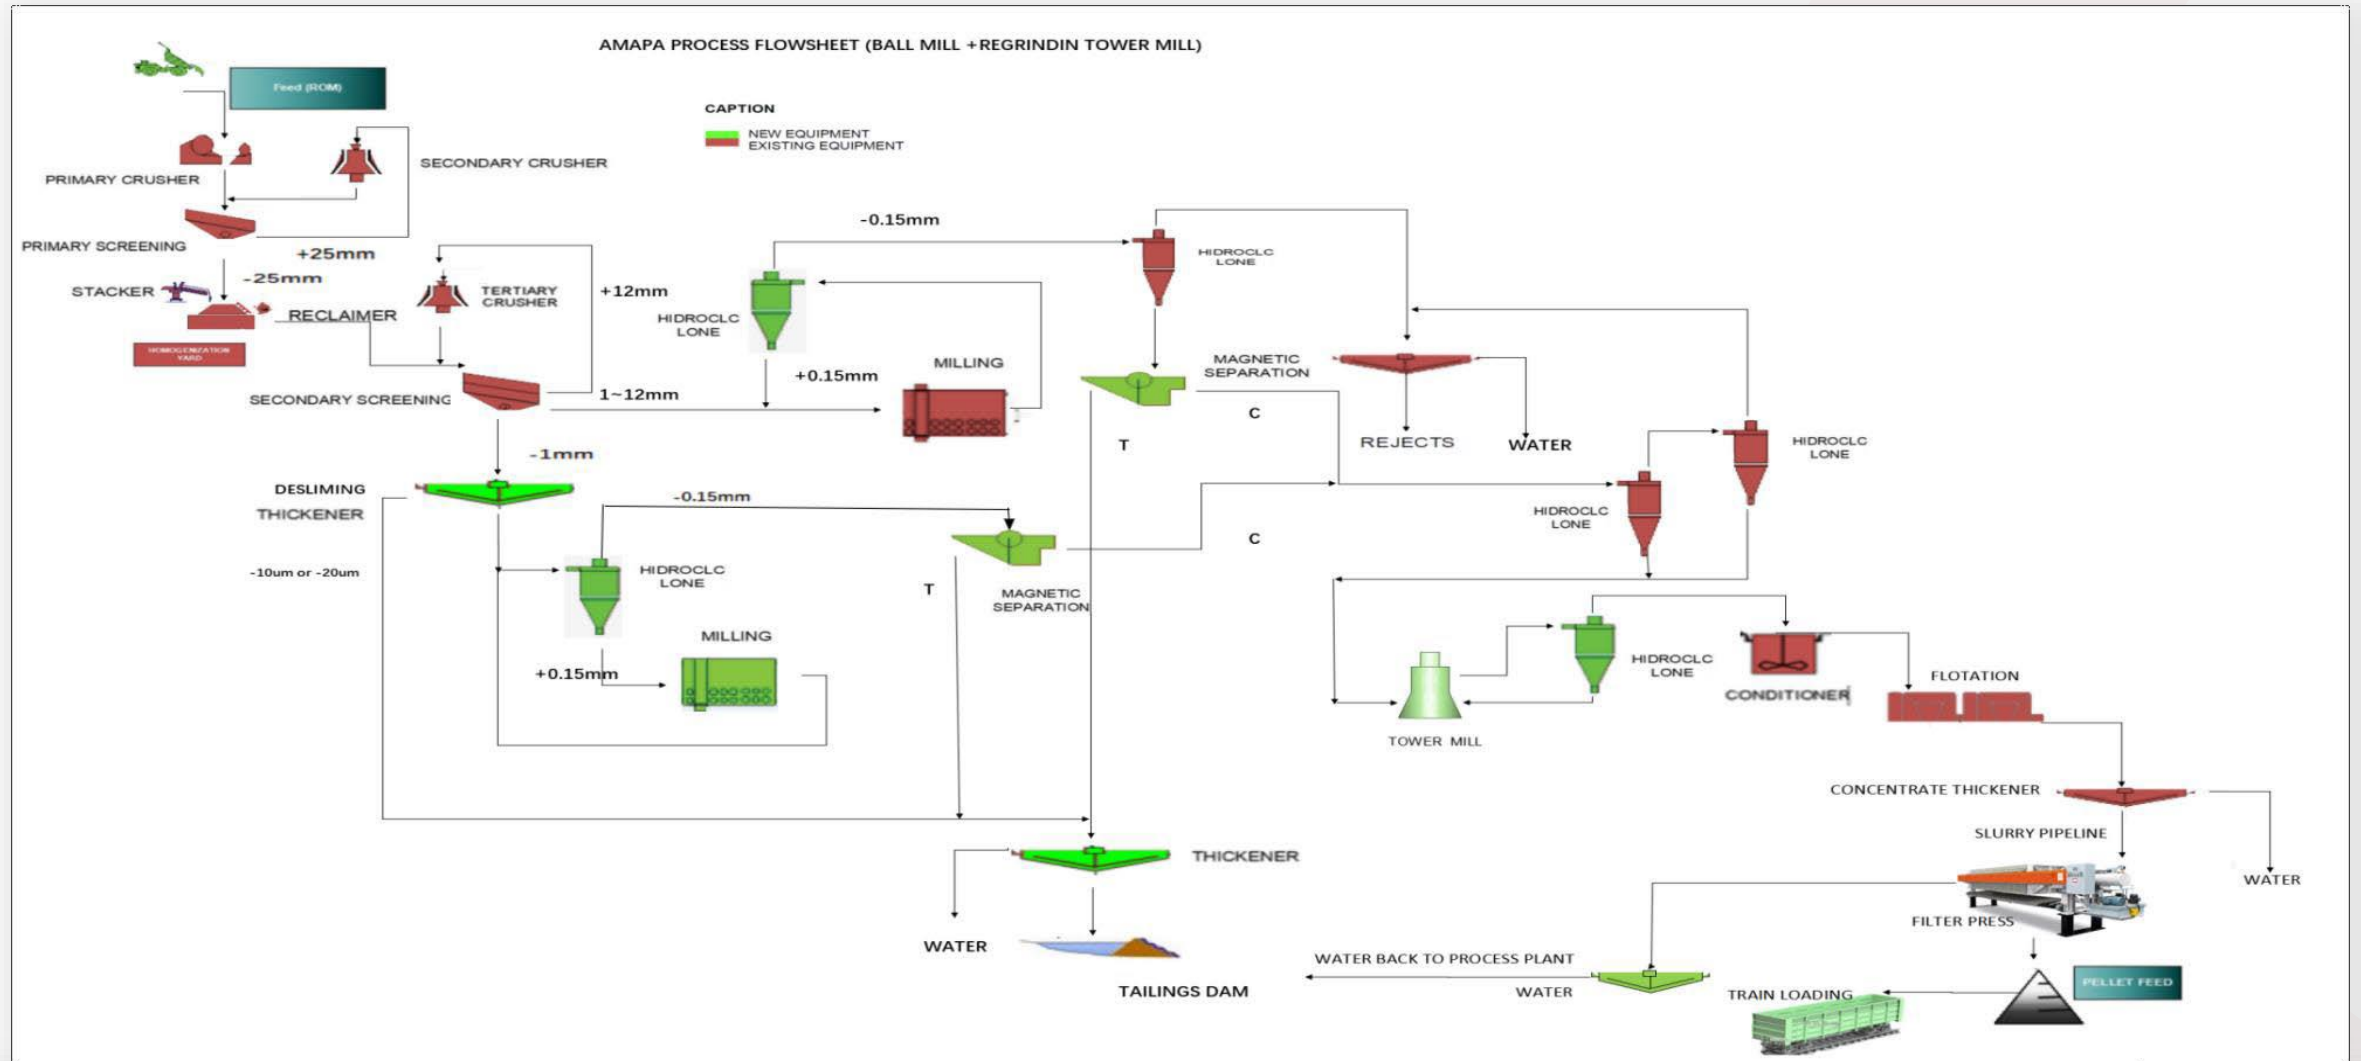 AMAPA PROCESS FLOWSHEET (BALL MILL +REGRINDIN TOWER MILL)
Feed (ROM)
CAPTION
NEW EQUIPMENT
EXISTING EQUIPMENT
PRIMARY CRUSHER
SECONDARY CRUSHER
PRIMARY SCREENING
+25mm
-25mm
STACKER
RECLAIMER
HOMOGENIZATION
YARD
TERTIARY
CRUSHER
+12mm
SECONDARY SCREENING
1~12mm
-1mm
HIDROCLC
LONE
-0.15mm
+0.15mm
MILLING
HIDROCLC
LONE
MAGNETIC
SEPARATION
C
T
REJECTS
WATER
HIDROCLC
LONE
HIDROCLC
LONE
DESLIMING
THICKENER
-10um or -20um
-0.15mm
HIDROCLC
LONE
MILLING
+0.15mm
T
MAGNETIC
SEPARATION
C
TOWER MILL
HIDROCLC
LONE
CONDITIONER
FLOTATION
CONCENTRATE THICKENER
SLURRY PIPELINE
WATER
FILTER PRESS
THICKENER
WATER
TAILINGS DAM
WATER BACK TO PROCESS PLANT
WATER
TRAIN LOADING
PELLET FEED